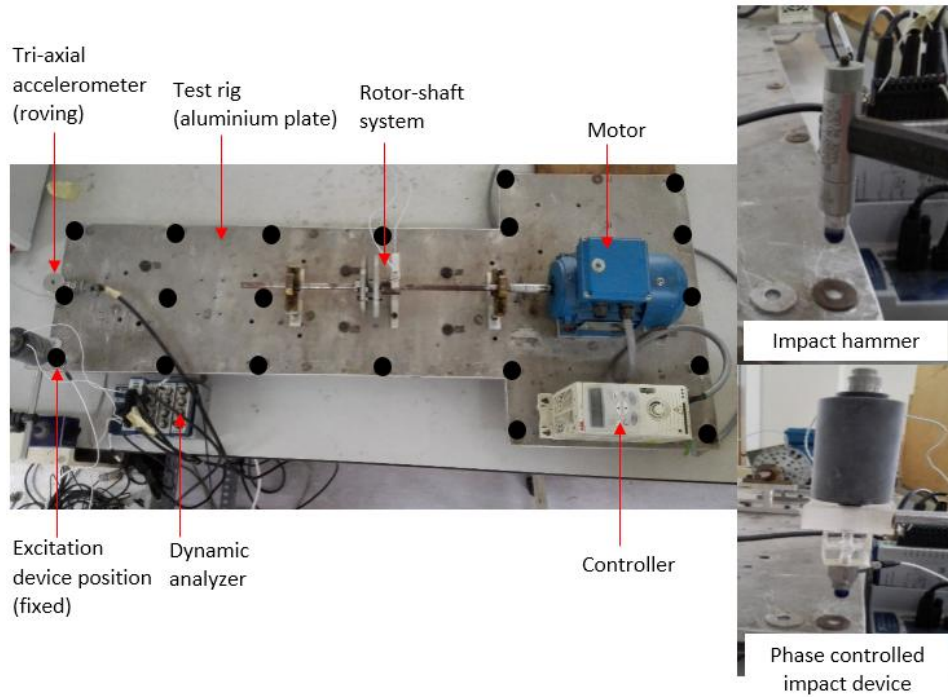 Tri-axial
accelerometer
(roving)
Test rig
(aluminium plate)
Rotor-shaft
system
Motor
Impact hammer
Excitation
device position
(fixed)
Dynamic
analyzer
Controller
Phase controlled
impact device